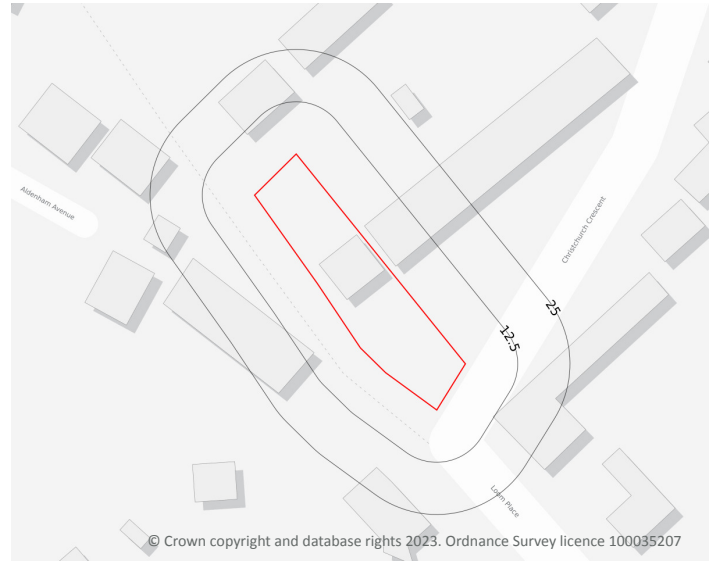 Aldenham Avenue
Christchurch Crescent
25
12.5
Loom Place
© Crown copyright and database rights 2023. Ordnance Survey licence 100035207